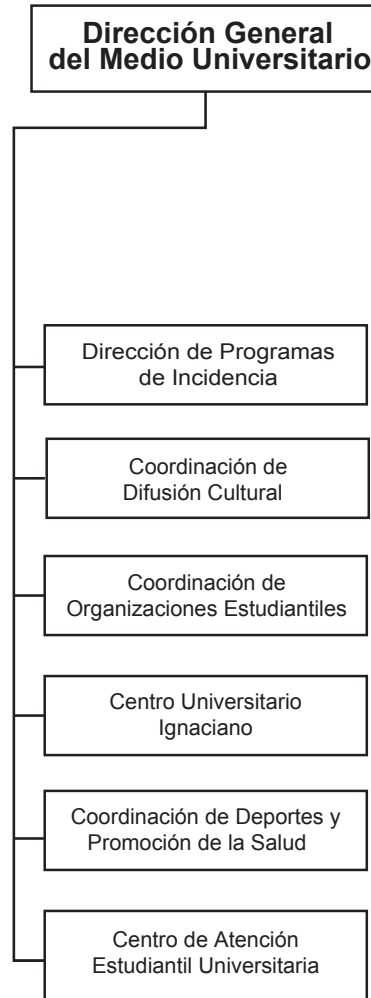 Dirección General
del Medio Universitario
Dirección de Programas
de Incidencia
Coordinación de
Difusión Cultural
Coordinación de
Organizaciones Estudiantiles
Centro Universitario
Ignaciano
Coordinación de Deportes y
Promoción de la Salud
Centro de Atención
Estudiantil Universitaria